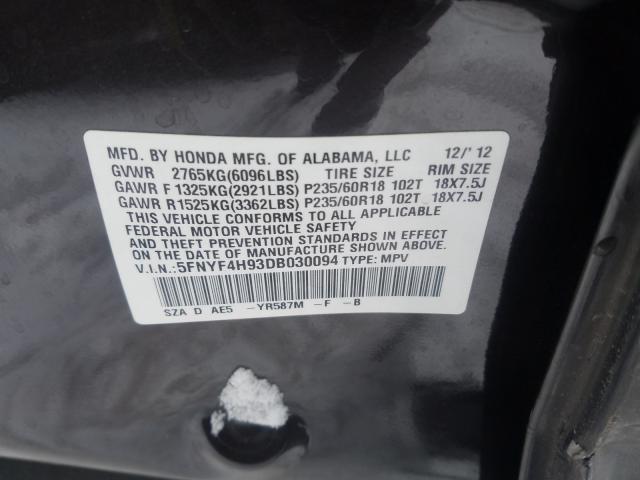 MFD. BY HONDA MFG. OF ALABAMA, LLC 12/'12
GVWR 2765KG(6096LBS) TIRE SIZE RIM SIZE
GAWR F 1325KG(2921LBS) P235/60R18 102T 18X7.5J
GAWR R 1525KG(3362LBS) P235/60R18 102T 18X7.5J
THIS VEHICLE CONFORMS TO ALL APPLICABLE
FEDERAL MOTOR VEHICLE SAFETY
AND THEFT PREVENTION STANDARDS IN EFFECT
ON THE DATE OF MANUFACTURE SHOWN ABOVE.
V.I.N.:5FNYF4H93DB030094 TYPE: MPV
SZA D AE5 -YR587M -F -B